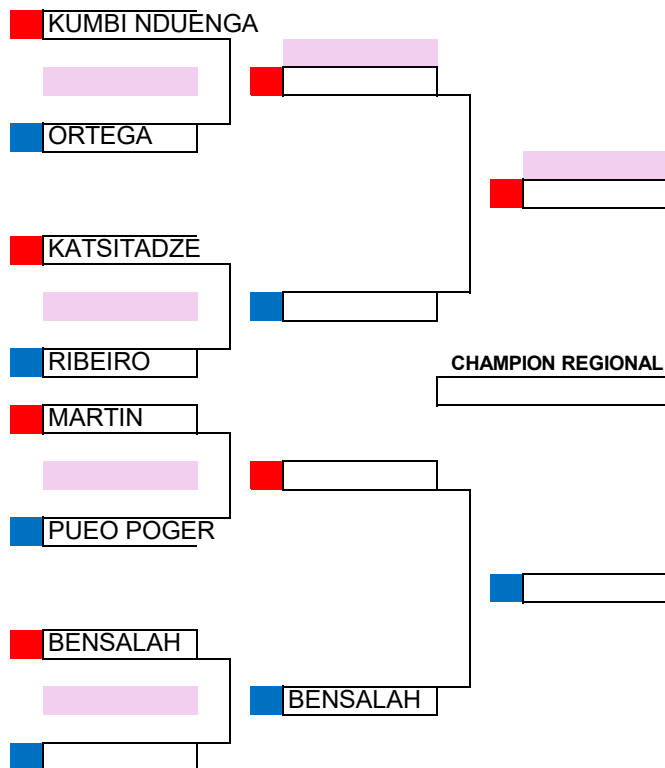 KUMBI NDUENGA
ORTEGA
KATSITADZE
RIBEIRO
CHAMPION REGIONAL
MARTIN
PUEO POGER
BENSALAH
BENSALAH